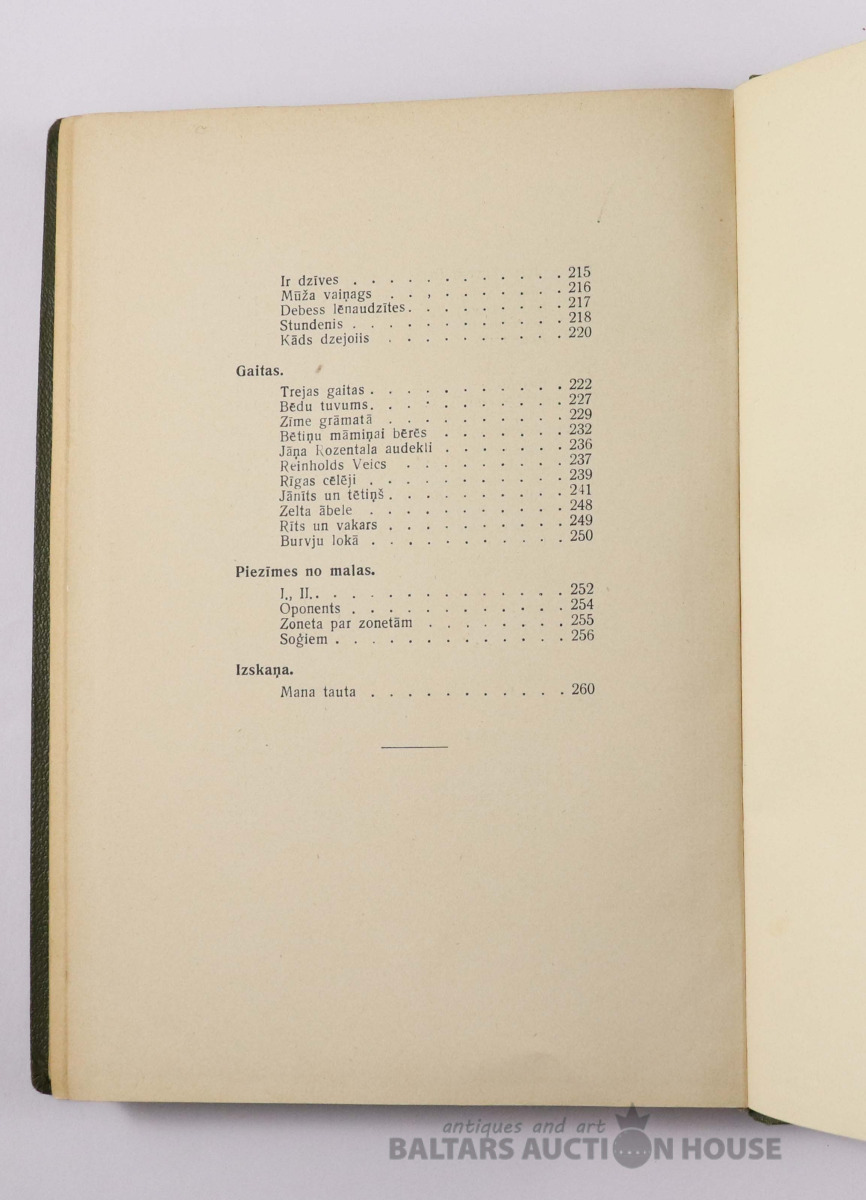 Ir dzīves . . . . . . . . . . . . 215
Mūža vaiņags . . . . . . . . . . 216
Debess lēnaudzītes . . . . . . . . . 217
Stundenis . . . . . . . . . . . . 218
Kāds dzejoiis . . . . . . . . . . 220
Gaitas.
Trejas gaitas . . . . . . . . . . . 222
Bēdu tuvums . . . . . . . . . . . 227
Zīme grāmatā . . . . . . . . . . 229
Bētiņu māmiņai bērēs . . . . . . . 232
Jāņa Rozentala audekli . . . . . . . 236
Reinholds Veics . . . . . . . . . 237
Rīgas cēlēji . . . . . . . . . . . 239
Jānīts un tētiņš . . . . . . . . . . 241
Zelta ābele . . . . . . . . . . . 248
Rīts un vakars . . . . . . . . . . 249
Burvju lokā . . . . . . . . . . . 250
Piezīmes no malas.
I., II. . . . . . . . . . . . . . 252
Oponents . . . . . . . . . . . . 254
Zoneta par zonetām . . . . . . . . 255
Soģiem . . . . . . . . . . . . . 256
Izskaņa.
Mana tauta . . . . . . . . . . . 260
antiques and art
BALTARS AUCTION HOUSE